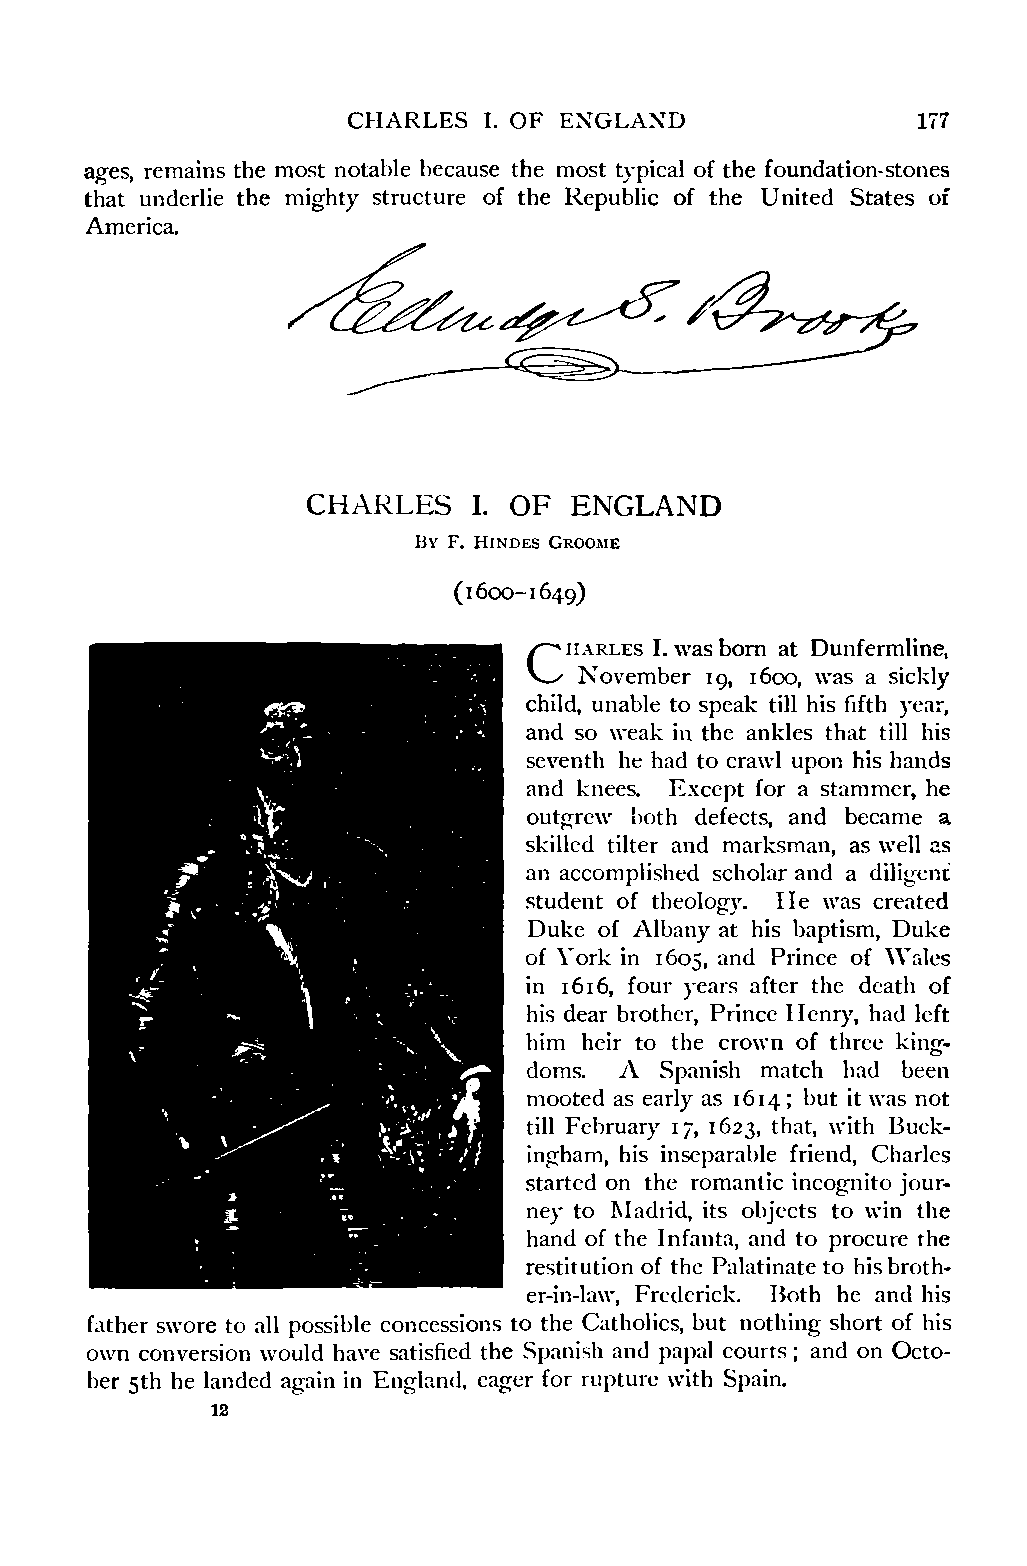 CHARLES I. OF ENGLAND 177
ages, remains the most notable because the most typical of the foundation-stones
that underlie the mighty structure of the Republic of the United States of
America.
Elbridge S. Brooks
CHARLES I. OF ENGLAND
BY F. HINDES GROOME
(1600-1649)
CHARLES I. was born at Dunfermline,
November 19, 1600, was a sickly
child, unable to speak till his fifth year,
and so weak in the ankles that till his
seventh he had to crawl upon his hands
and knees. Except for a stammer, he
outgrew both defects, and became a
skilled tilter and marksman, as well as
an accomplished scholar and a diligent
student of theology. He was created
Duke of Albany at his baptism, Duke
of York in 1605, and Prince of Wales
in 1616, four years after the death of
his dear brother, Prince Henry, had left
him heir to the crown of three king-
doms. A Spanish match had been
mooted as early as 1614; but it was not
till February 17, 1623, that, with Buck-
ingham, his inseparable friend, Charles
started on the romantic incognito jour-
ney to Madrid, its objects to win the
hand of the Infanta, and to procure the
restitution of the Palatinate to his broth-
er-in-law, Frederick. Both he and his
father swore to all possible concessions to the Catholics, but nothing short of his
own conversion would have satisfied the Spanish and papal courts; and on Octo-
ber 5th he landed again in England, eager for rupture with Spain.
12